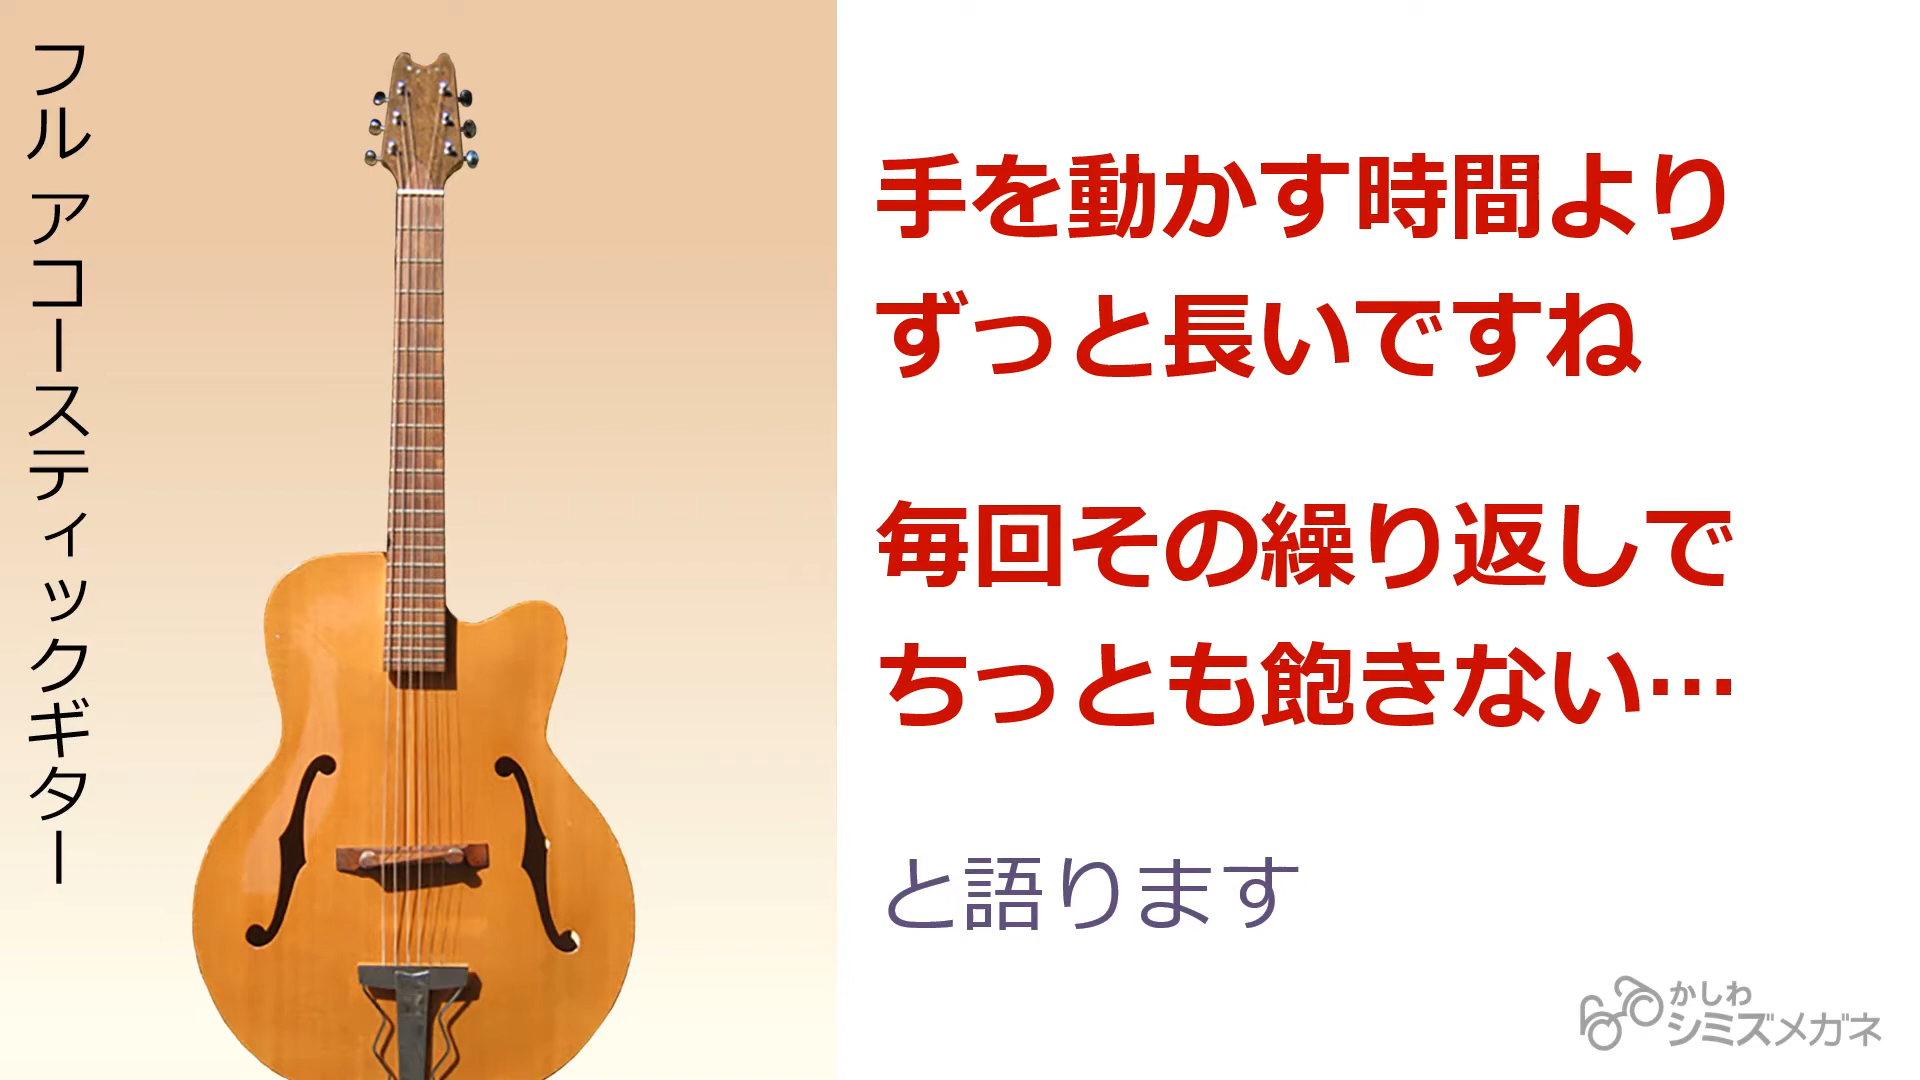 フル アコースティックギター
手を動かす時間より
ずっと長いですね
毎回その繰り返しで
ちっとも飽きない…
と語ります
かしわ
シミズメガネ